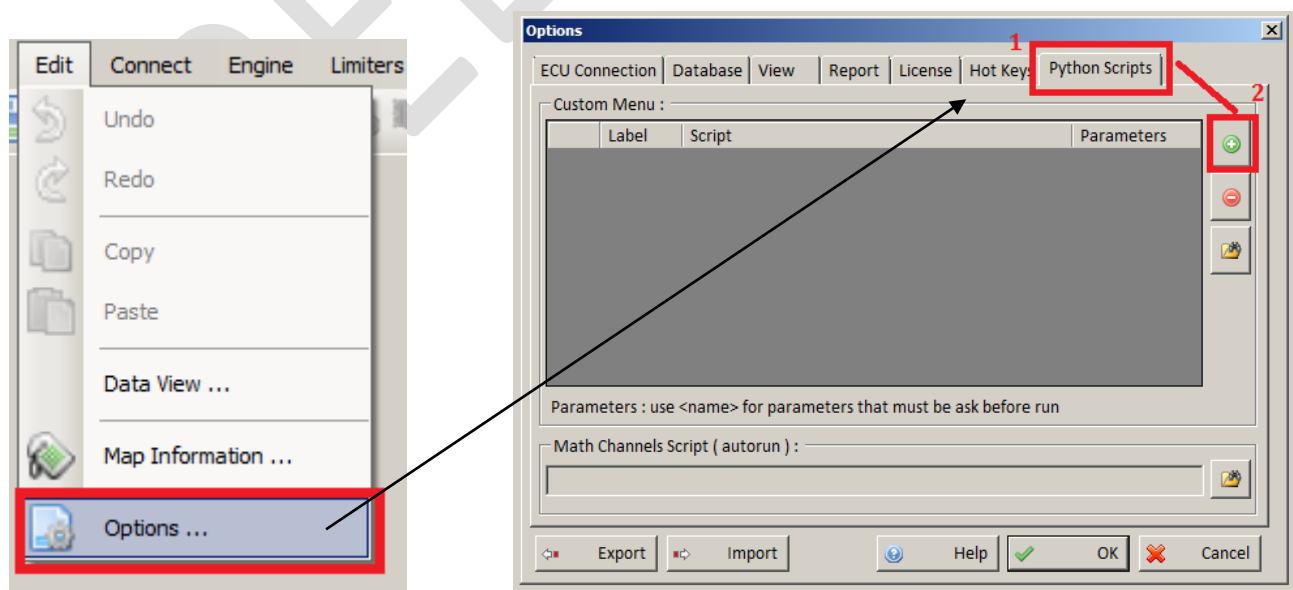 Edit Connect Engine Limiters
Undo
Redo
Copy
Paste
Data View ...
Map Information ...
Options ...
Options
1
ECU Connection Database View Report License Hot Keys Python Scripts
2
Custom Menu :
Label Script Parameters
Parameters : use <name> for parameters that must be ask before run
Math Channels Script ( autorun ) :
Export Import Help OK Cancel